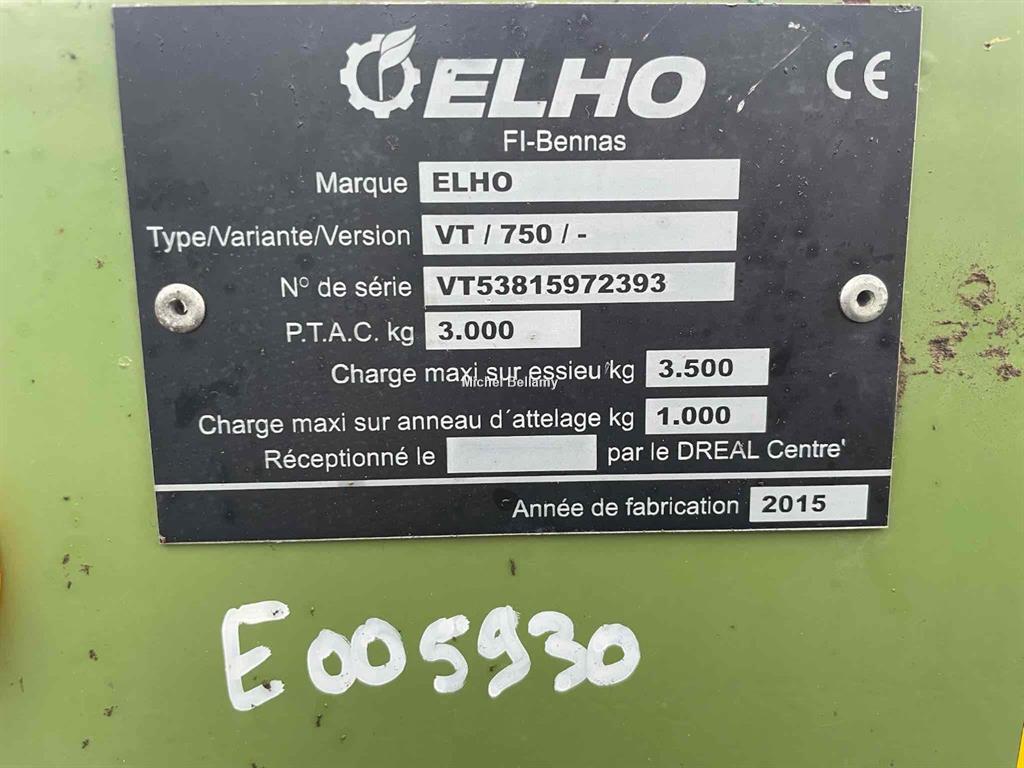 ELHO CE
FI-Bennas
Marque ELHO
Type/Variante/Version VT / 750 / -
N° de série VT53815972393
P.T.A.C. kg 3.000
Charge maxi sur essieu kg 3.500
Michel Bellamy
Charge maxi sur anneau d´attelage kg 1.000
Réceptionné le par le DREAL Centre'
Année de fabrication 2015
E005930